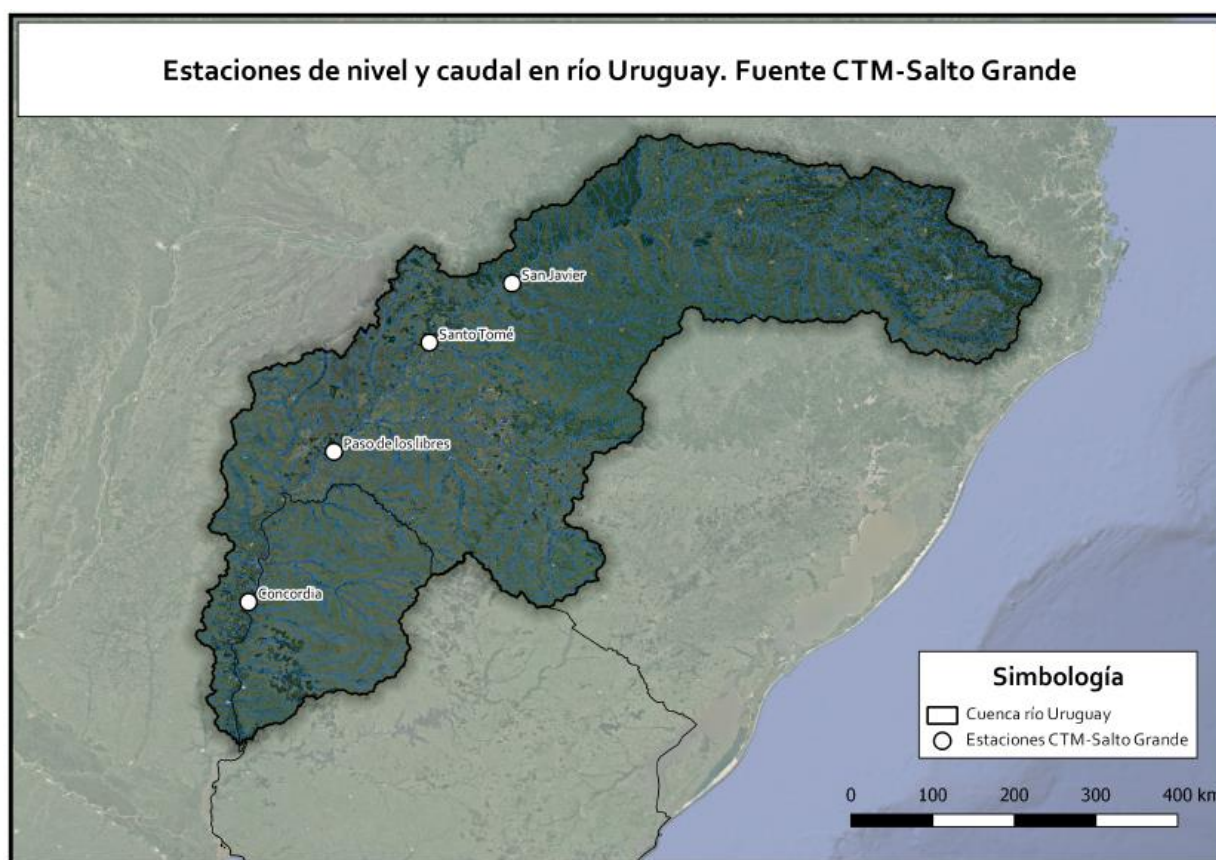 Estaciones de nivel y caudal en río Uruguay. Fuente CTM-Salto Grande
San Javier
Santo Tomé
Paso de los libres
Concordia
Simbología
Cuenca río Uruguay
Estaciones CTM-Salto Grande
0 100 200 300 400 km